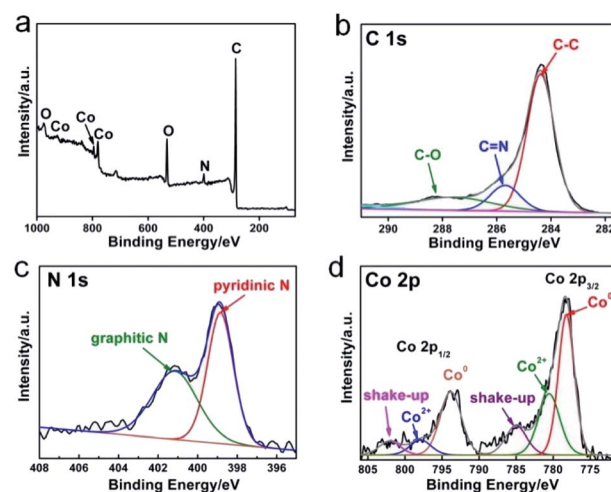 a
Intensity/a.u.
O
Co
Co
Co
O
N
C
1000 800 600 400 200
Binding Energy/eV
b
C 1s
Intensity/a.u.
C-C
C=N
C-O
290 288 286 284 282
Binding Energy/eV
c
N 1s
Intensity/a.u.
pyridinic N
graphitic N
408 406 404 402 400 398 396
Binding Energy/eV
d
Co 2p
Intensity/a.u.
Co 2p3/2
Co0
Co 2p1/2
Co0
Co2+
shake-up
shake-up
Co2+
805 800 795 790 785 780 775
Binding Energy/eV